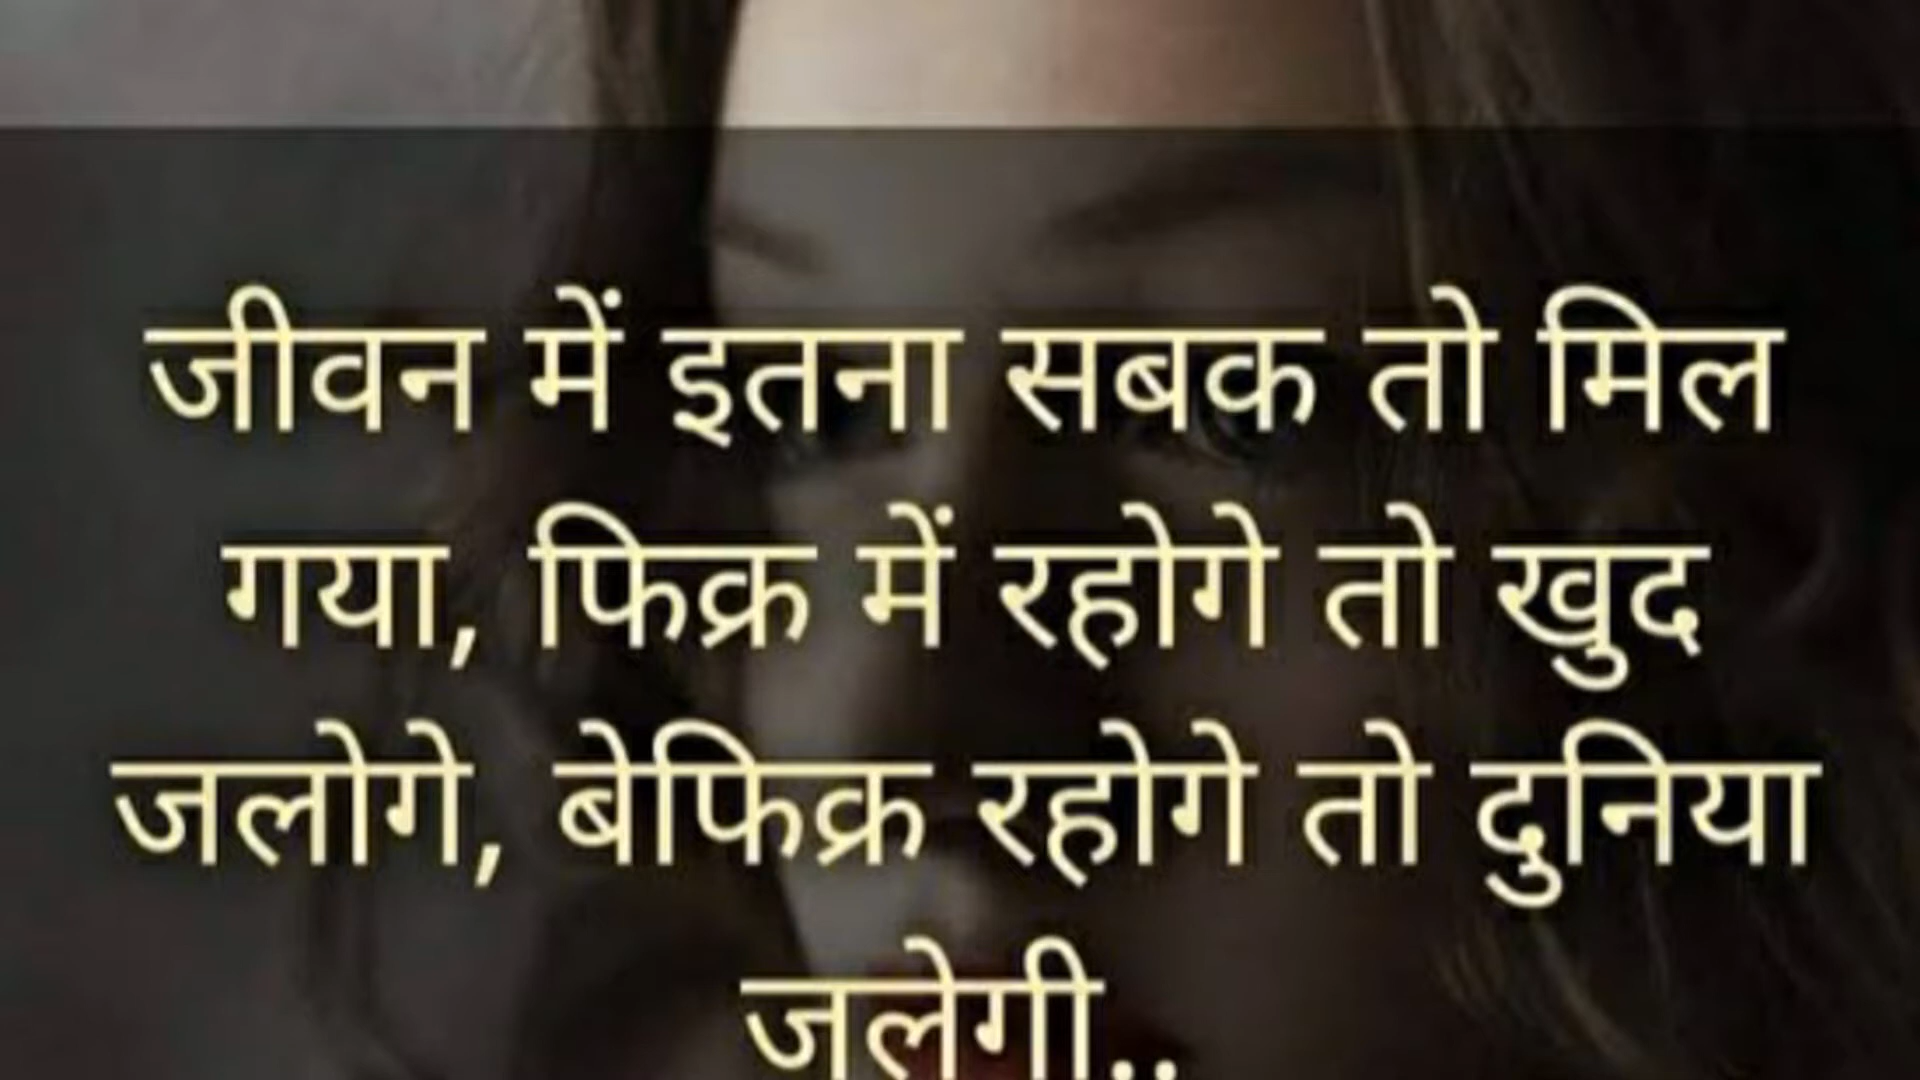 जीवन में इतना सबक तो मिल
गया, फिक्र में रहोगे तो खुद
जलोगे, बेफिक्र रहोगे तो दुनिया
जलेगी..